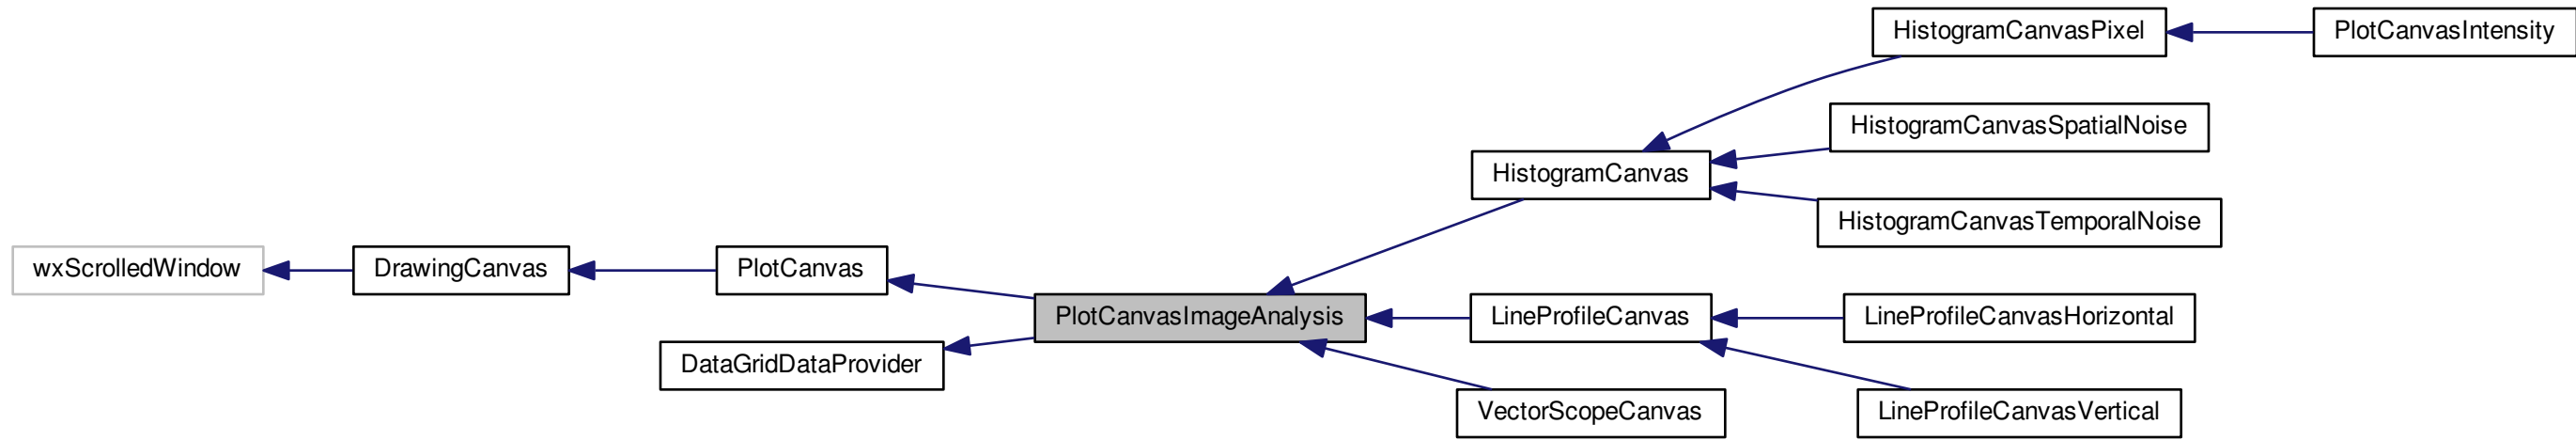 HistogramCanvasPixel
PlotCanvasIntensity
HistogramCanvasSpatialNoise
HistogramCanvas
HistogramCanvasTemporalNoise
wxScrolledWindow
DrawingCanvas
PlotCanvas
PlotCanvasImageAnalysis
LineProfileCanvas
LineProfileCanvasHorizontal
DataGridDataProvider
VectorScopeCanvas
LineProfileCanvasVertical